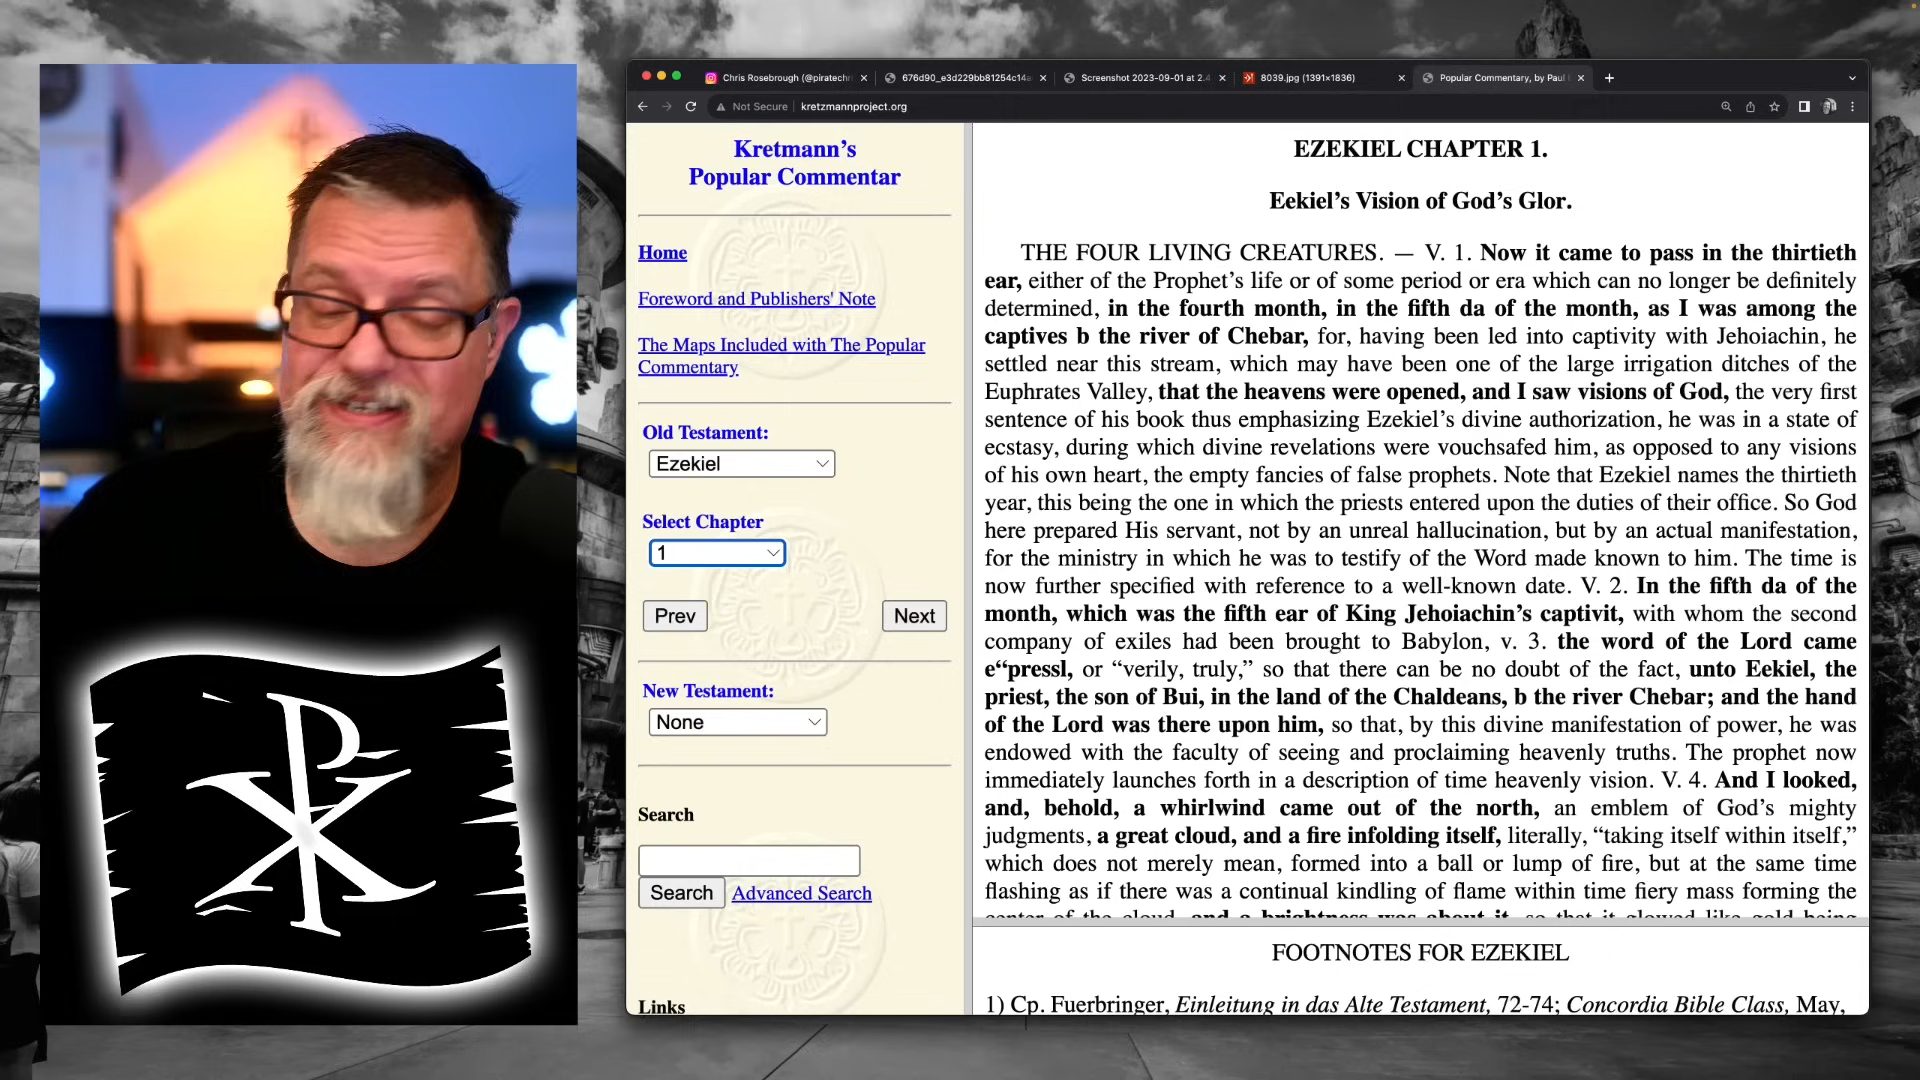 Chris Rosebrough (@piratechr
676d90_e3d229bb81254c14a
Screenshot 2023-09-01 at 2.4
8039.jpg (1391×1836)
Popular Commentary, by Paul
Not Secure
kretzmannproject.org
Kretmann’s
Popular Commentar
Home
Foreword and Publishers' Note
The Maps Included with The Popular
Commentary
Old Testament:
Ezekiel
Select Chapter
1
Prev
Next
New Testament:
None
Search
Search
Advanced Search
Links
EZEKIEL CHAPTER 1.
Eekiel’s Vision of God’s Glor.
THE FOUR LIVING CREATURES. — V. 1. Now it came to pass in the thirtieth
ear, either of the Prophet’s life or of some period or era which can no longer be definitely
determined, in the fourth month, in the fifth da of the month, as I was among the
captives b the river of Chebar, for, having been led into captivity with Jehoiachin, he
settled near this stream, which may have been one of the large irrigation ditches of the
Euphrates Valley, that the heavens were opened, and I saw visions of God, the very first
sentence of his book thus emphasizing Ezekiel’s divine authorization, he was in a state of
ecstasy, during which divine revelations were vouchsafed him, as opposed to any visions
of his own heart, the empty fancies of false prophets. Note that Ezekiel names the thirtieth
year, this being the one in which the priests entered upon the duties of their office. So God
here prepared His servant, not by an unreal hallucination, but by an actual manifestation,
for the ministry in which he was to testify of the Word made known to him. The time is
now further specified with reference to a well-known date. V. 2. In the fifth da of the
month, which was the fifth ear of King Jehoiachin’s captivit, with whom the second
company of exiles had been brought to Babylon, v. 3. the word of the Lord came
e“pressl, or “verily, truly,” so that there can be no doubt of the fact, unto Eekiel, the
priest, the son of Bui, in the land of the Chaldeans, b the river Chebar; and the hand
of the Lord was there upon him, so that, by this divine manifestation of power, he was
endowed with the faculty of seeing and proclaiming heavenly truths. The prophet now
immediately launches forth in a description of time heavenly vision. V. 4. And I looked,
and, behold, a whirlwind came out of the north, an emblem of God’s mighty
judgments, a great cloud, and a fire infolding itself, literally, “taking itself within itself,”
which does not merely mean, formed into a ball or lump of fire, but at the same time
flashing as if there was a continual kindling of flame within time fiery mass forming the
center of the cloud, and a brightness was about it, so that it glowed like gold being
FOOTNOTES FOR EZEKIEL
1) Cp. Fuerbringer, Einleitung in das Alte Testament, 72-74; Concordia Bible Class, May,